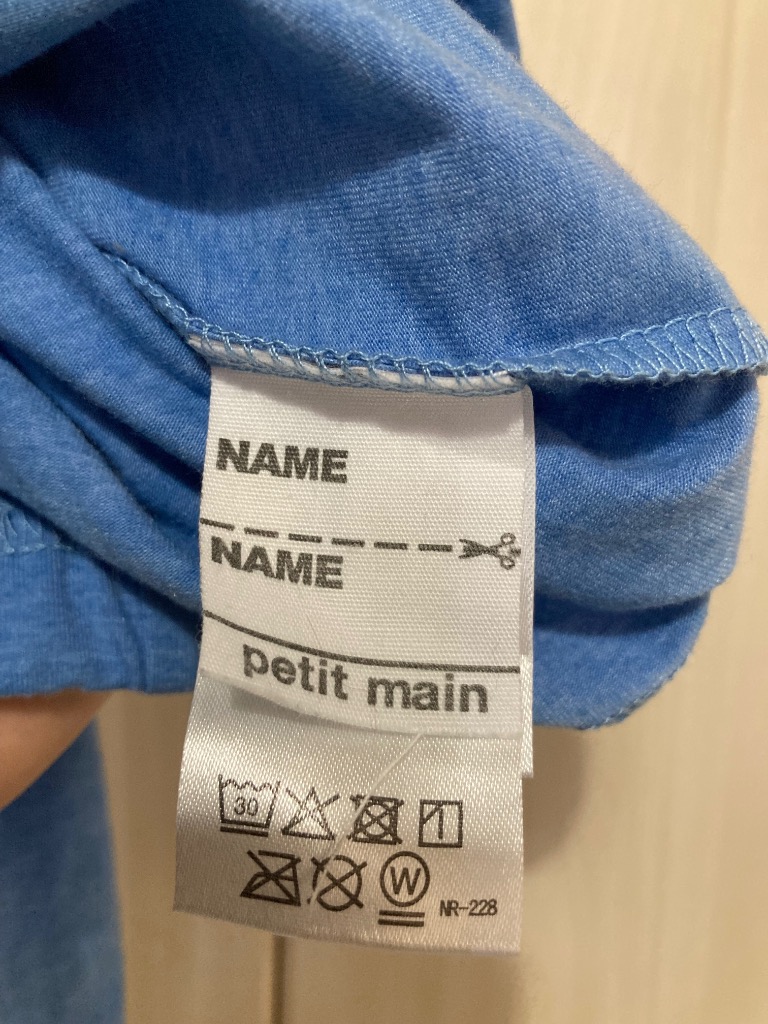 NAME
NAME
petit main
30
W
NR-228